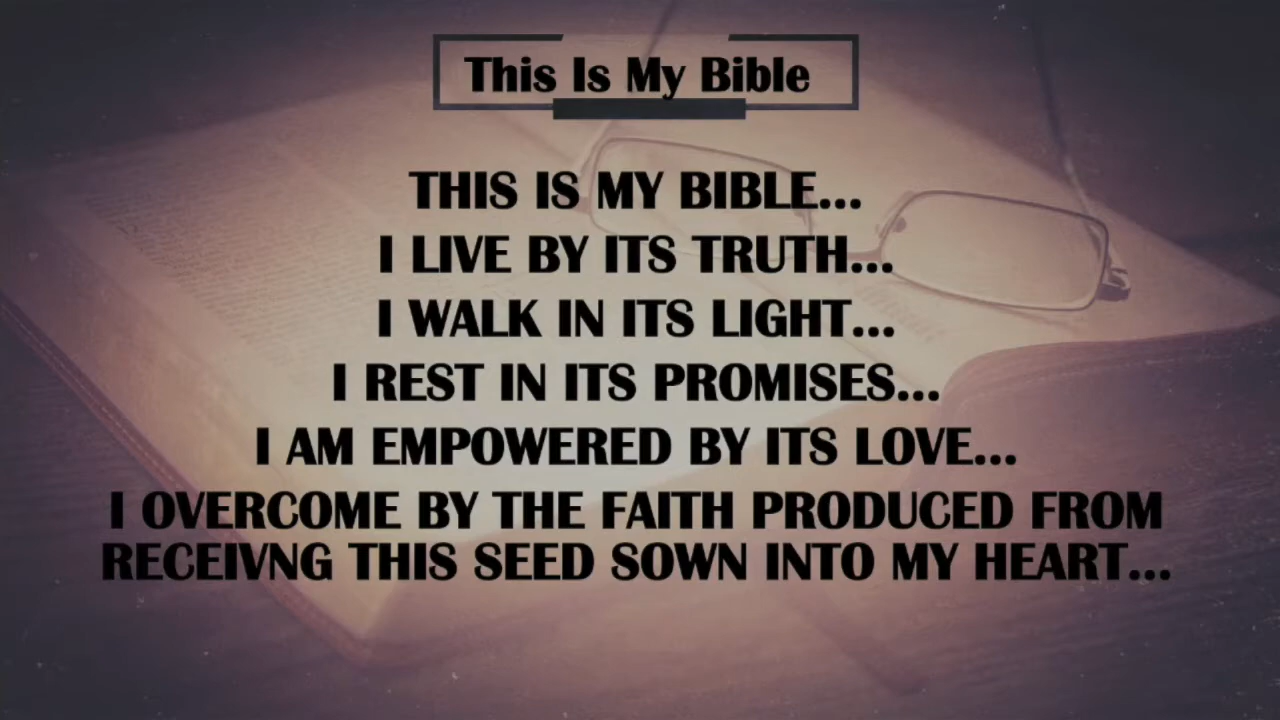 This Is My Bible
THIS IS MY BIBLE...
I LIVE BY ITS TRUTH...
I WALK IN ITS LIGHT...
I REST IN ITS PROMISES...
I AM EMPOWERED BY ITS LOVE...
I OVERCOME BY THE FAITH PRODUCED FROM
RECEIVNG THIS SEED SOWN INTO MY HEART...